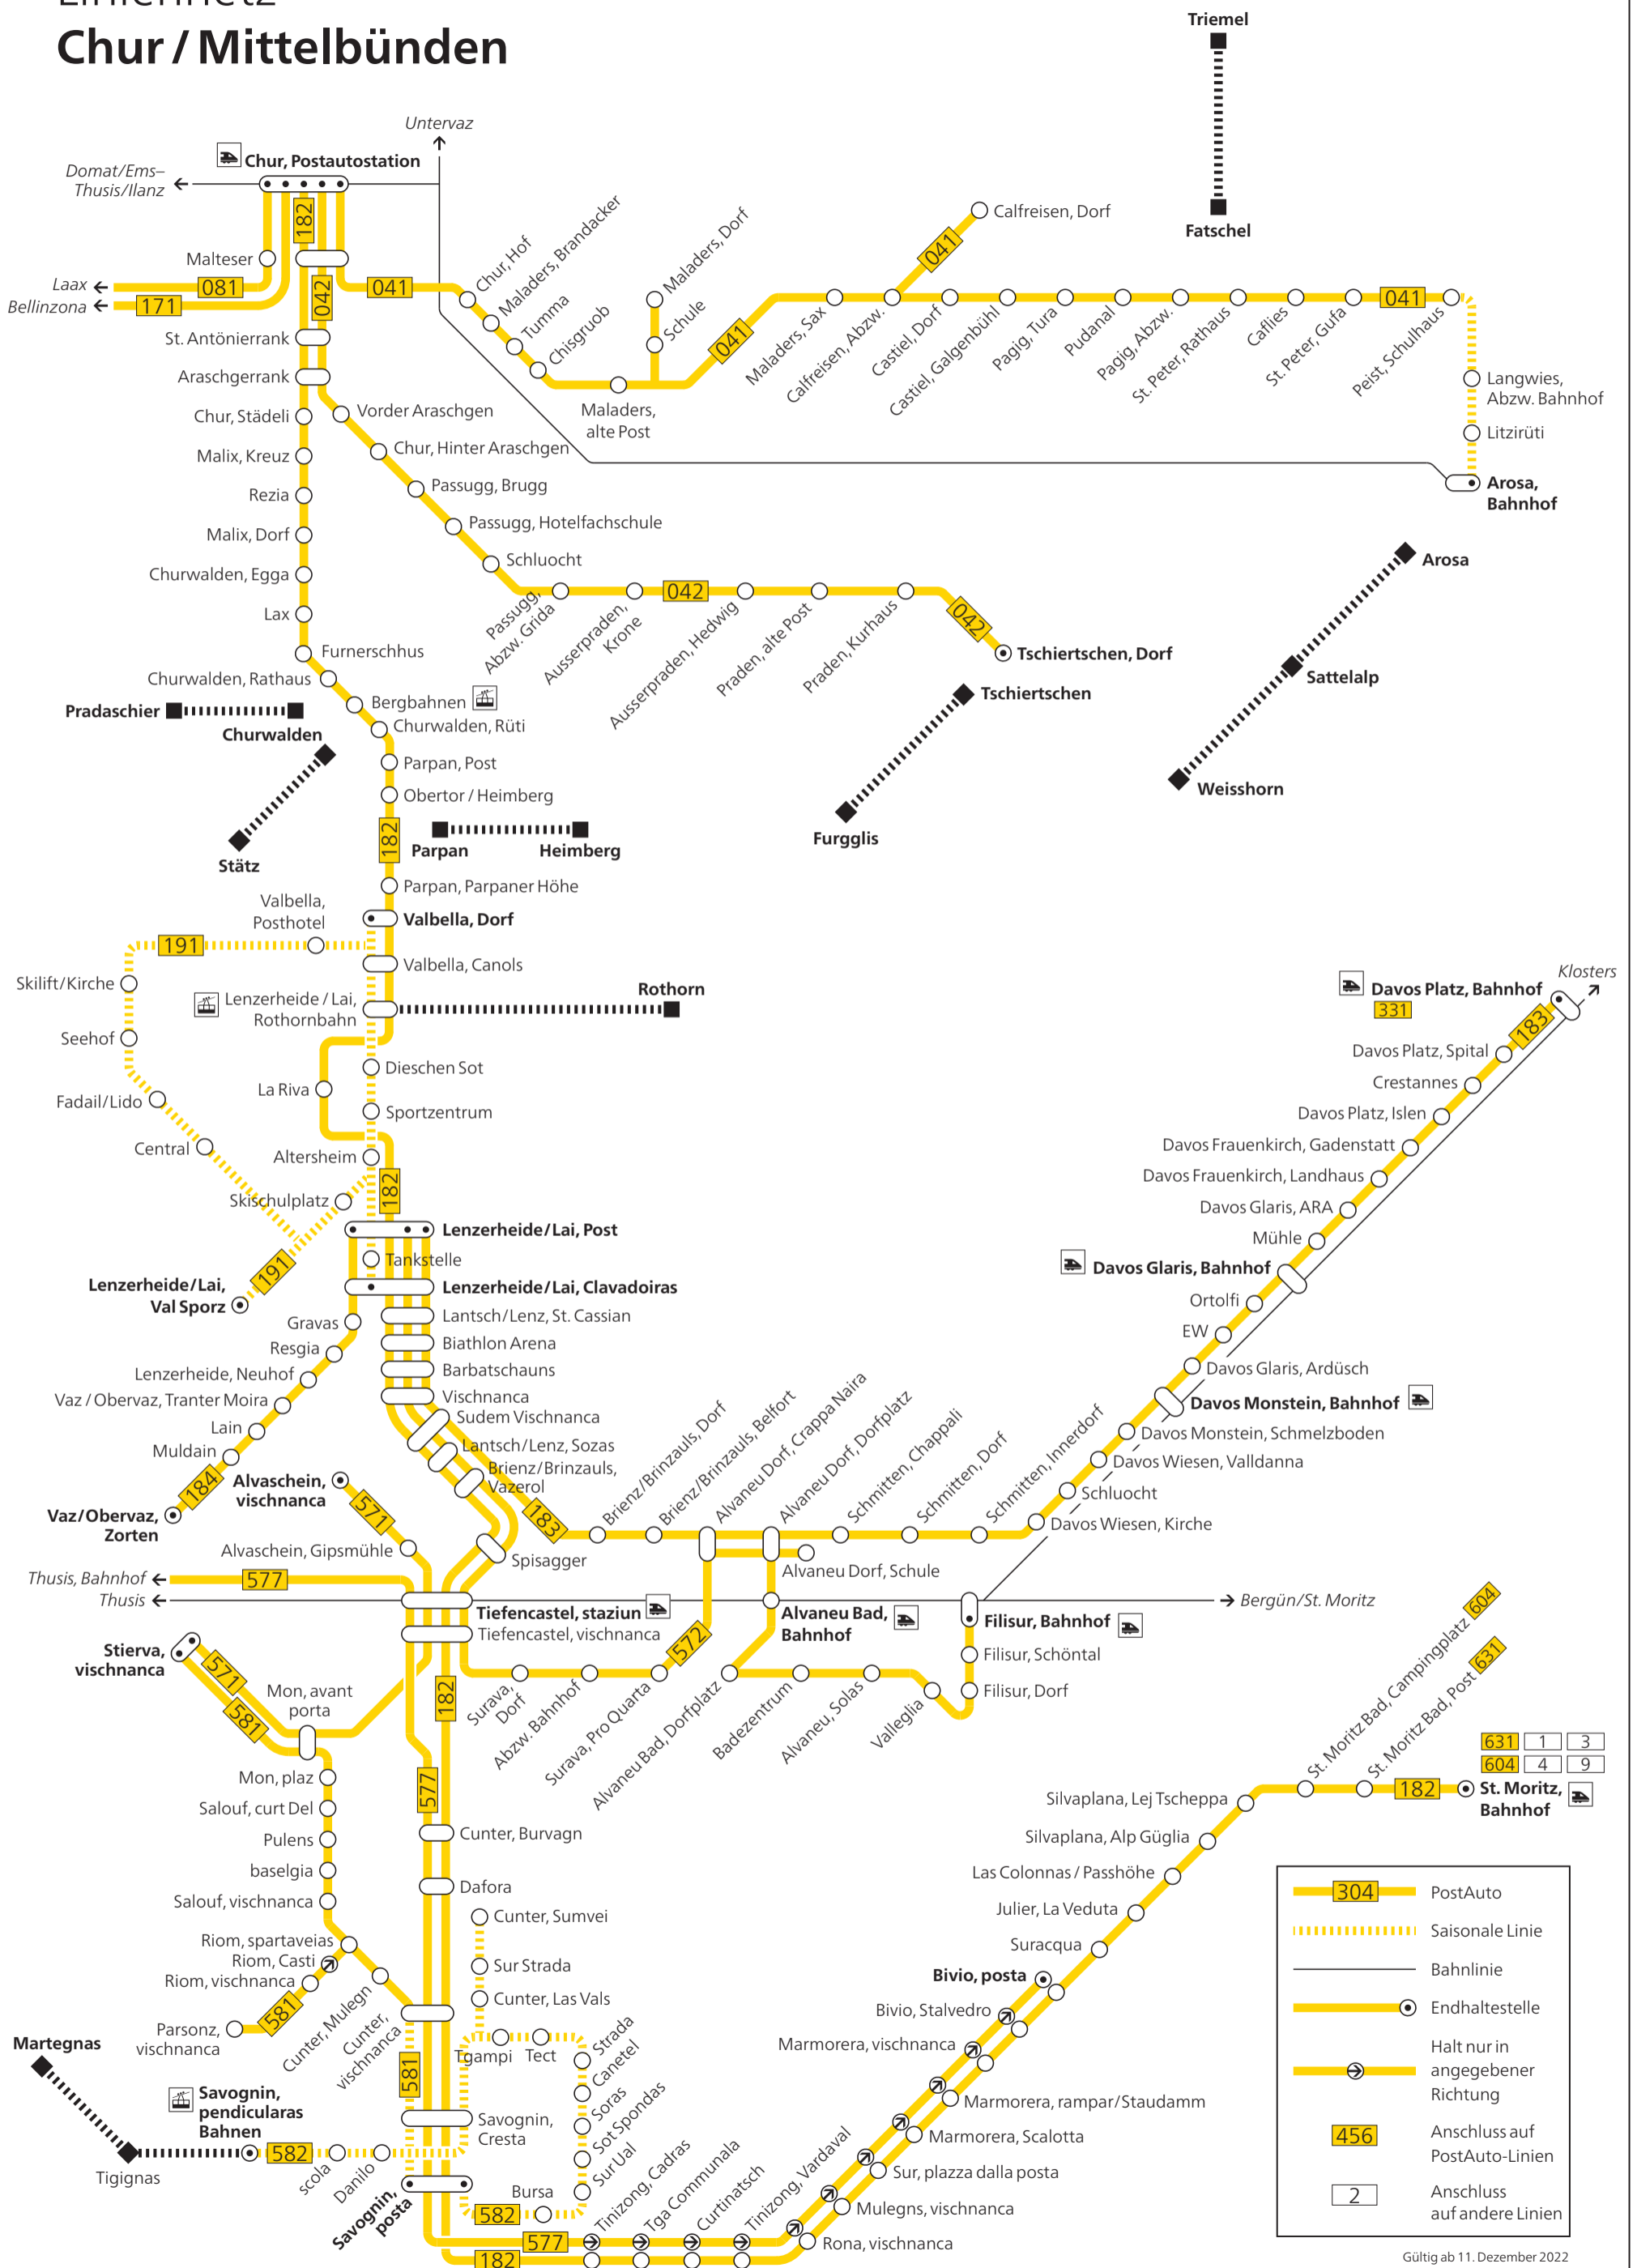 Liniennetz
Chur / Mittelbünden
Triemel
Fatschel
Untervaz
Domat/Ems–
Thusis/Ilanz
Chur, Postautostation
182
Malteser
Laax
081
Bellinzona
171
042
041
Chur, Hof
Maladers, Brandacker
Tumma
Chisgruob
Maladers,
alte Post
Schule
Maladers, Dorf
041
Maladers, Sax
Calfreisen, Abzw.
041
Calfreisen, Dorf
Castiel, Dorf
Castiel, Galgenbühl
Pagig, Tura
Pudanal
Pagig, Abzw.
St. Peter, Rathaus
Caflies
St. Peter, Gufa
041
Peist, Schulhaus
Langwies,
Abzw. Bahnhof
Litzirüti
Arosa,
Bahnhof
St. Antönierrank
Araschgerrank
Chur, Städeli
Malix, Kreuz
Rezia
Malix, Dorf
Churwalden, Egga
Lax
Furnerschhus
Churwalden, Rathaus
Bergbahnen
Churwalden, Rüti
Parpan, Post
Obertor / Heimberg
182
Parpan, Parpaner Höhe
Valbella, Dorf
Valbella, Canols
Vorder Araschgen
Chur, Hinter Araschgen
Passugg, Brugg
Passugg, Hotelfachschule
Schluocht
Passugg,
Abzw. Grida
Ausserpraden,
Krone
042
Ausserpraden, Hedwig
Praden, alte Post
Praden, Kurhaus
042
Tschiertschen, Dorf
Tschiertschen
Furgglis
Arosa
Sattelalp
Weisshorn
Pradaschier
Churwalden
Stätz
Parpan
Heimberg
Valbella,
Posthotel
191
Skilift/Kirche
Seehof
Fadail/Lido
Central
Lenzerheide / Lai,
Rothornbahn
Rothorn
Dieschen Sot
La Riva
Sportzentrum
Altersheim
Skischulplatz
182
191
Lenzerheide/Lai,
Val Sporz
Lenzerheide/Lai, Post
Tankstelle
Lenzerheide/Lai, Clavadoiras
Lantsch/Lenz, St. Cassian
Biathlon Arena
Barbatschauns
Vischnanca
Sudem Vischnanca
Lantsch/Lenz, Sozas
Brienz/Brinzauls,
Vazerol
Gravas
Resgia
Lenzerheide, Neuhof
Vaz / Obervaz, Tranter Moira
Lain
Muldain
184
Vaz/Obervaz,
Zorten
Alvaschein,
vischnanca
571
Alvaschein, Gipsmühle
Spisagger
183
Brienz/Brinzauls, Dorf
Brienz/Brinzauls, Belfort
Alvaneu Dorf, Crappa Naira
Alvaneu Dorf, Dorfplatz
Schmitten, Chappali
Schmitten, Dorf
Schmitten, Innerdorf
Alvaneu Dorf, Schule
Davos Wiesen, Kirche
Schluocht
Davos Wiesen, Valldanna
Davos Monstein, Schmelzboden
Davos Monstein, Bahnhof
Davos Glaris, Ardüsch
EW
Ortolfi
Davos Glaris, Bahnhof
Mühle
Davos Glaris, ARA
Davos Frauenkirch, Landhaus
Davos Frauenkirch, Gadenstatt
Davos Platz, Islen
Crestannes
Davos Platz, Spital
183
Davos Platz, Bahnhof
331
Klosters
Thusis, Bahnhof
577
Thusis
Tiefencastel, staziun
Tiefencastel, vischnanca
Alvaneu Bad,
Bahnhof
Filisur, Bahnhof
Bergün/St. Moritz
Filisur, Schöntal
Filisur, Dorf
572
Surava,
Dorf
Abzw. Bahnhof
Surava, Pro Quarta
Alvaneu Bad, Dorfplatz
Badezentrum
Alvaneu, Solas
Valleglia
Stierva,
vischnanca
571
581
Mon, avant
porta
182
577
Mon, plaz
Salouf, curt Del
Pulens
baselgia
Salouf, vischnanca
Riom, spartaveias
Riom, Casti
Riom, vischnanca
581
Parsonz,
vischnanca
Cunter, Mulegn
Cunter,
vischnanca
Cunter, Burvagn
Dafora
Cunter, Sumvei
Sur Strada
Cunter, Las Vals
Tgampi
Tect
Strada
Canetel
Soras
Sot Spondas
Sur Ual
Bursa
582
581
Savognin,
Cresta
Martegnas
Tigignas
Savognin,
pendicularas
Bahnen
582
scola
Danilo
Savognin,
posta
577
182
Tinizong, Cadras
Tga Communala
Curtinatsch
Tinizong, Vardaval
Rona, vischnanca
Mulegns, vischnanca
Sur, plazza dalla posta
Marmorera, Scalotta
Marmorera, rampar/Staudamm
Marmorera, vischnanca
Bivio, Stalvedro
Bivio, posta
Suracqua
Julier, La Veduta
Las Colonnas / Passhöhe
Silvaplana, Alp Güglia
Silvaplana, Lej Tscheppa
St. Moritz Bad, Campingplatz
604
St. Moritz Bad, Post
631
182
631 1 3
604 4 9
St. Moritz,
Bahnhof
304 PostAuto
Saisonale Linie
Bahnlinie
Endhaltestelle
Halt nur in
angegebener
Richtung
456 Anschluss auf
PostAuto-Linien
2 Anschluss
auf andere Linien
Gültig ab 11. Dezember 2022